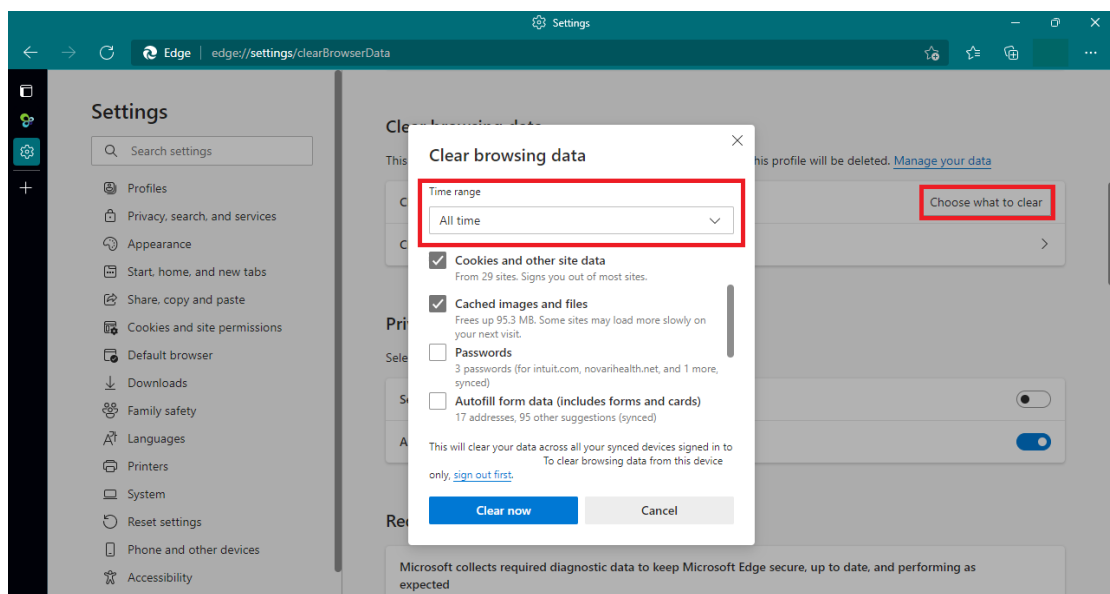 Settings
Edge edge://settings/clearBrowserData
Settings
Search settings
Profiles
Privacy, search, and services
Appearance
Start, home, and new tabs
Share, copy and paste
Cookies and site permissions
Default browser
Downloads
Family safety
Languages
Printers
System
Reset settings
Phone and other devices
Accessibility
This his profile will be deleted. Manage your data
Choose what to clear
Clear browsing data
Time range
All time
Cookies and other site data
From 29 sites. Signs you out of most sites.
Cached images and files
Frees up 95.3 MB. Some sites may load more slowly on
your next visit.
Passwords
3 passwords (for intuit.com, novarihealth.net, and 1 more,
synced)
Autofill form data (includes forms and cards)
17 addresses, 95 other suggestions (synced)
This will clear your data across all your synced devices signed in to
To clear browsing data from this device
only, sign out first.
Clear now Cancel
Microsoft collects required diagnostic data to keep Microsoft Edge secure, up to date, and performing as
expected